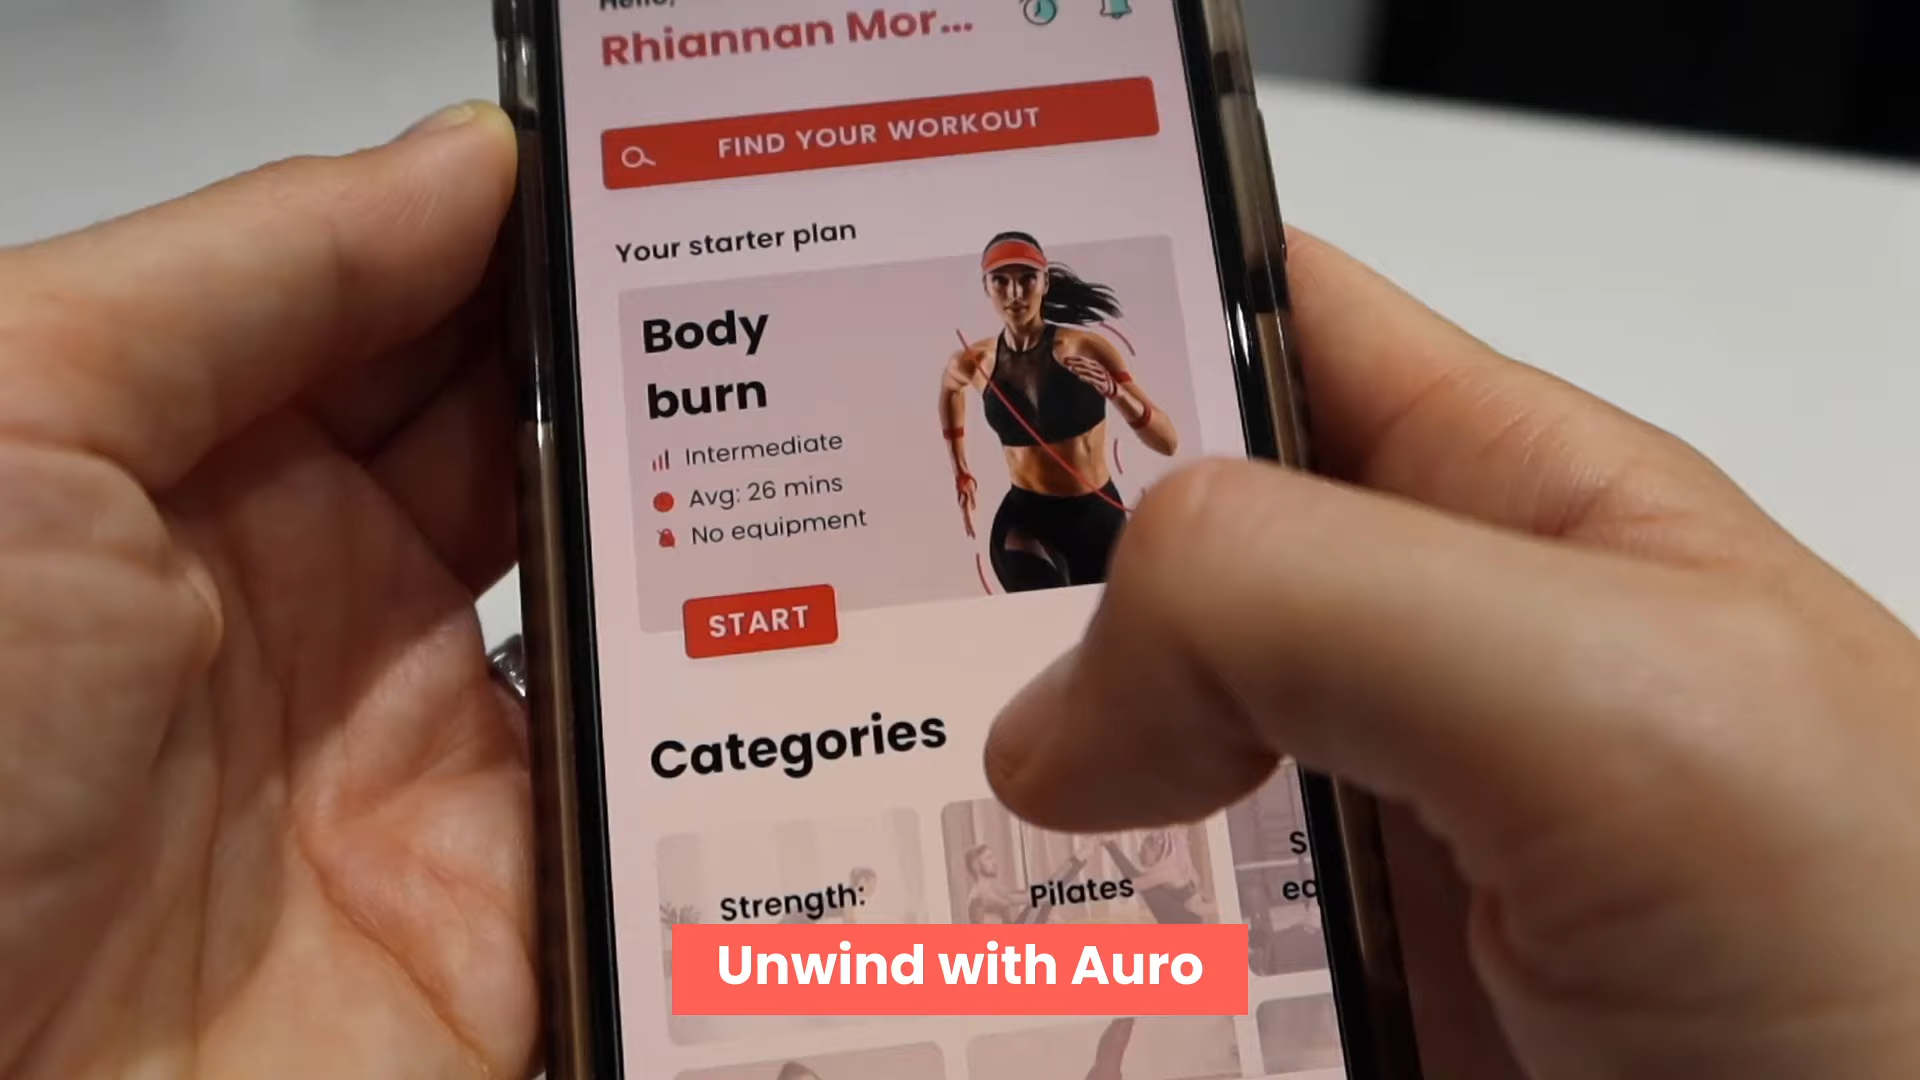 Hello,
Rhiannan Mor...
FIND YOUR WORKOUT
Your starter plan
Body
burn
Intermediate
Avg: 26 mins
No equipment
START
Categories
Strength:
Pilates
S
Unwind with Auro